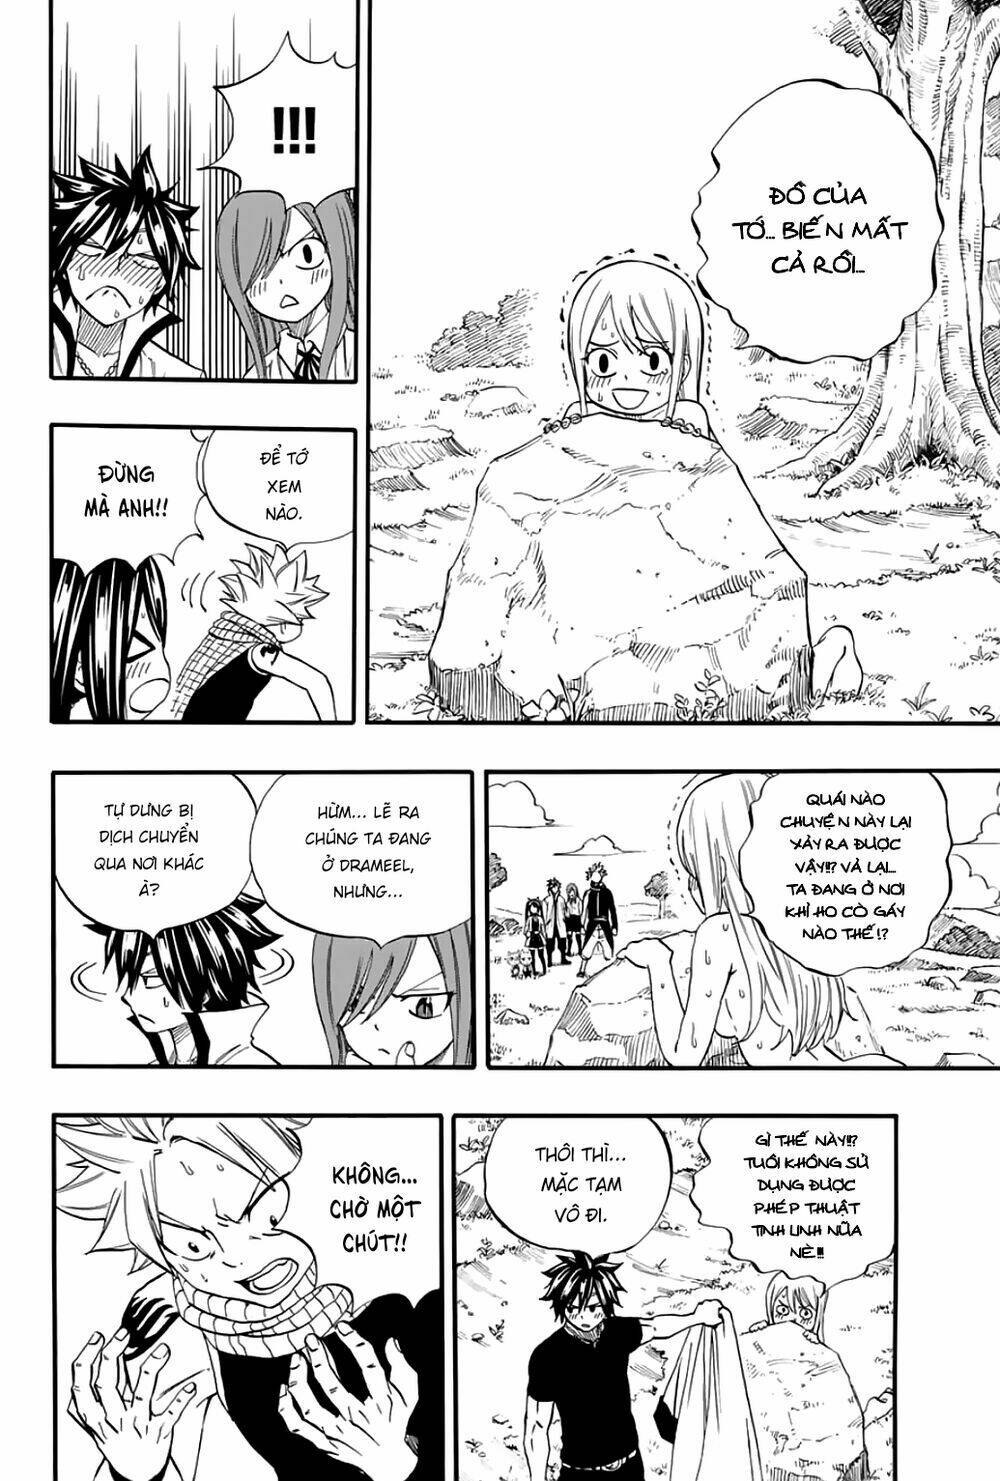 ĐỒ CỦA
TỚ... BIẾN MẤT
CẢ RỒI...
!!!
ĐỂ TỚ
XEM
NÀO.
ĐỪNG
MÀ ANH!!
QUÁI NÀO
CHUYỆN NÀY LẠI
XẢY RA ĐƯỢC
VẬY!? VẢ LẠI...
TA ĐANG Ở NƠI
KHỈ HO CÒ GÁY
NÀO THẾ!?
HỪM... LẼ RA
CHÚNG TA ĐANG
Ở DRAMEEL,
NHƯNG...
TỰ DƯNG BỊ
DỊCH CHUYỂN
QUA NƠI KHÁC
À?
GÌ THẾ NÀY!?
TUÔI KHÔNG SỬ
DỤNG ĐƯỢC
PHÉP THUẬT
TINH LINH NỮA
NÈ!!!
THÔI THÌ...
MẶC TẠM
VÔ ĐI.
KHÔNG...
CHỜ MỘT
CHÚT!!